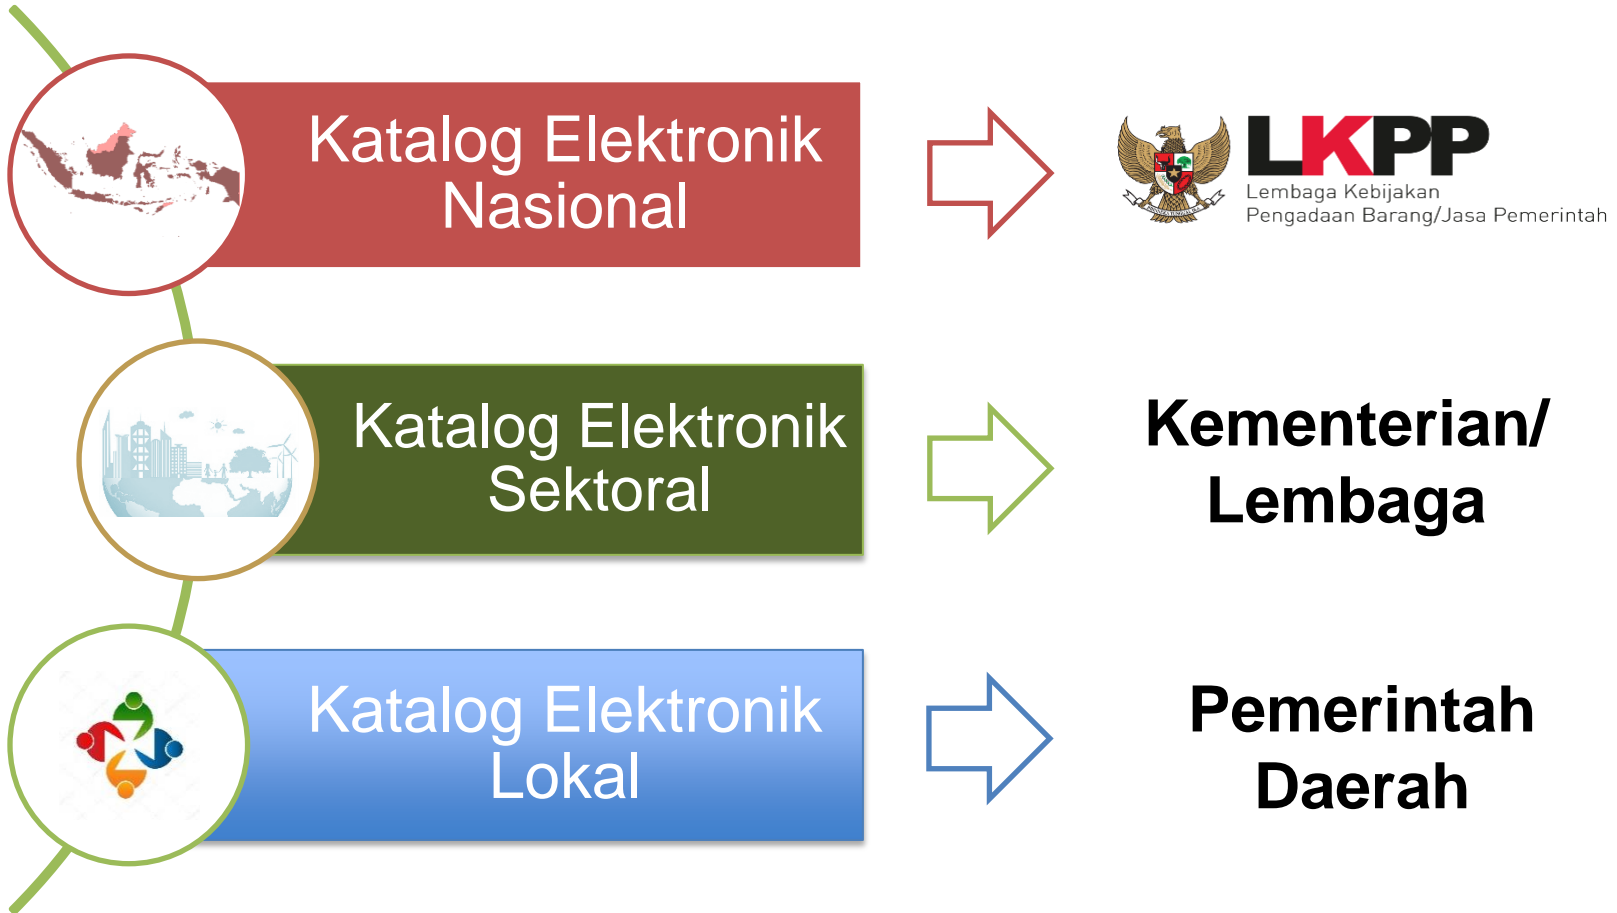 Katalog Elektronik
Nasional
LKPP
Lembaga Kebijakan
Pengadaan Barang/Jasa Pemerintah
Katalog Elektronik
Sektoral
Kementerian/
Lembaga
Katalog Elektronik
Lokal
Pemerintah
Daerah